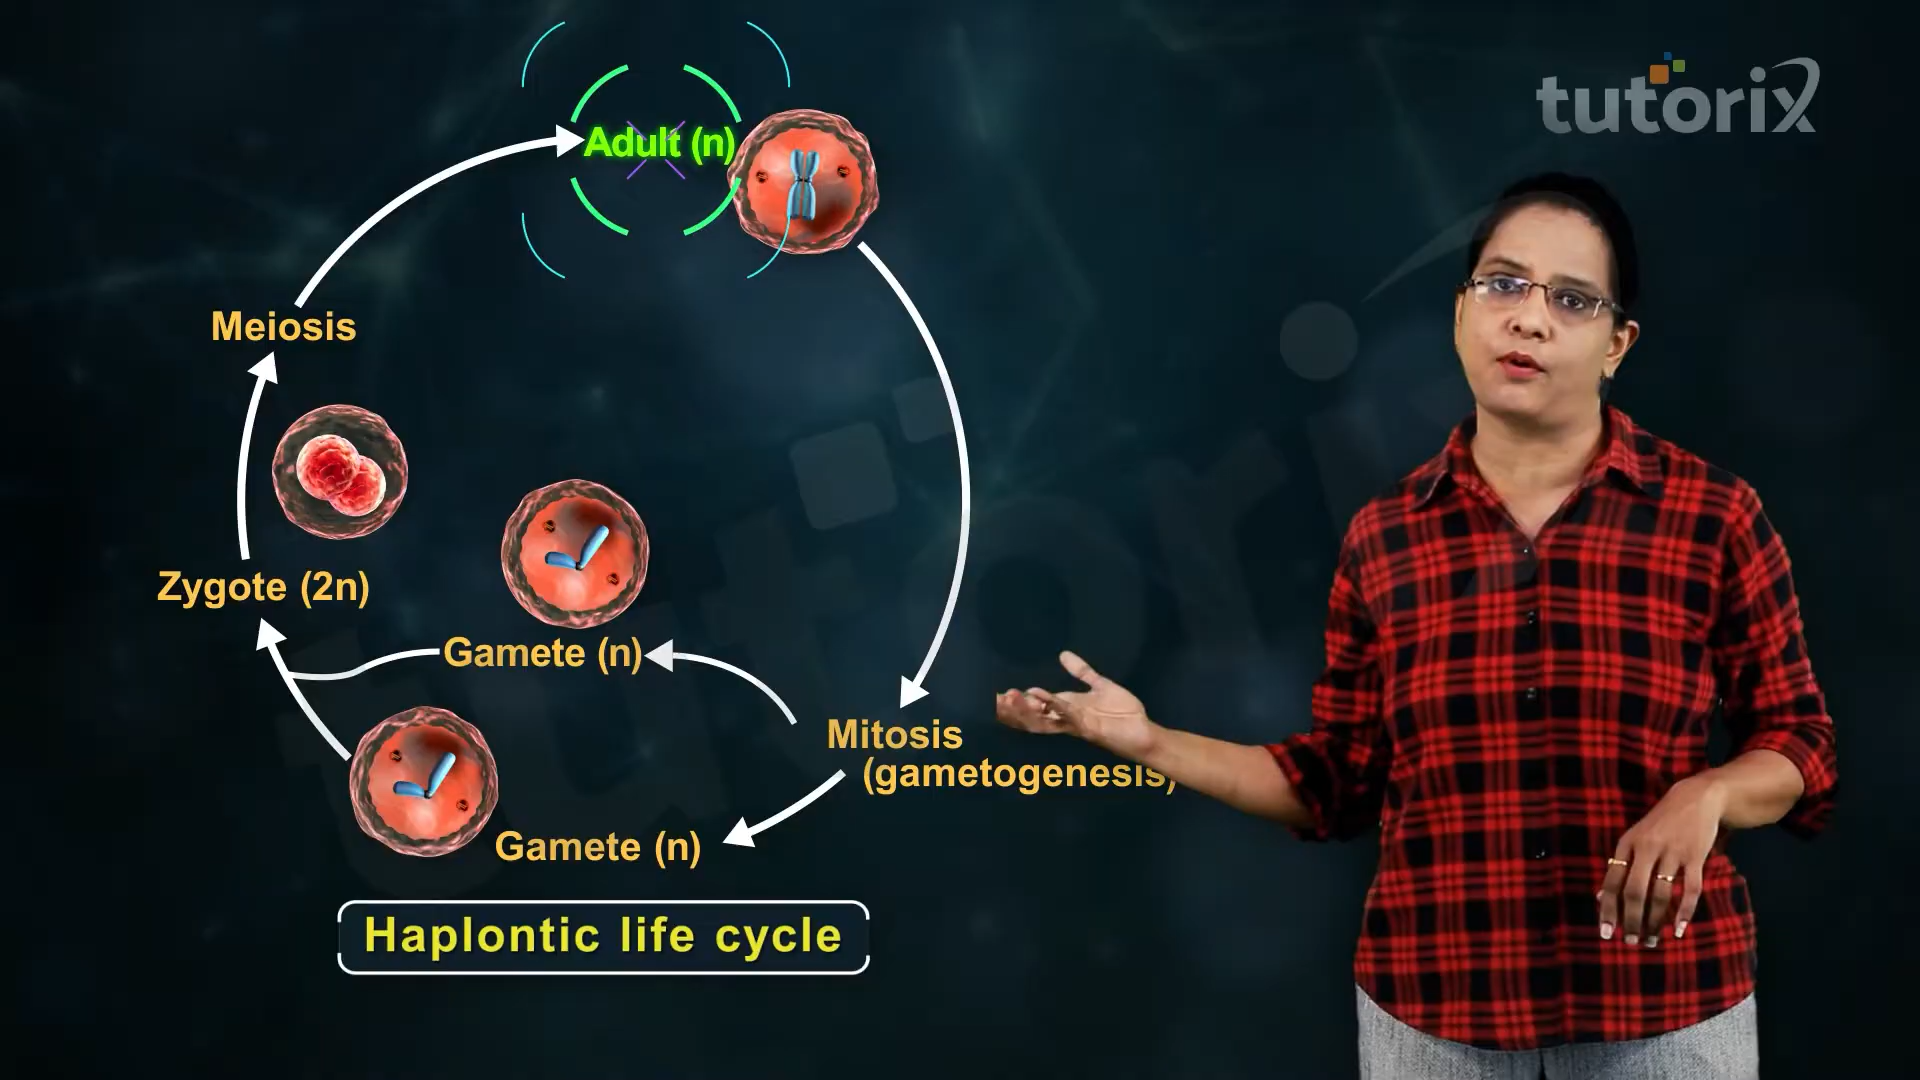 tutorix
Adult (n)
Meiosis
Zygote (2n)
Gamete (n)
Mitosis
(gametogenesis)
Gamete (n)
Haplontic life cycle